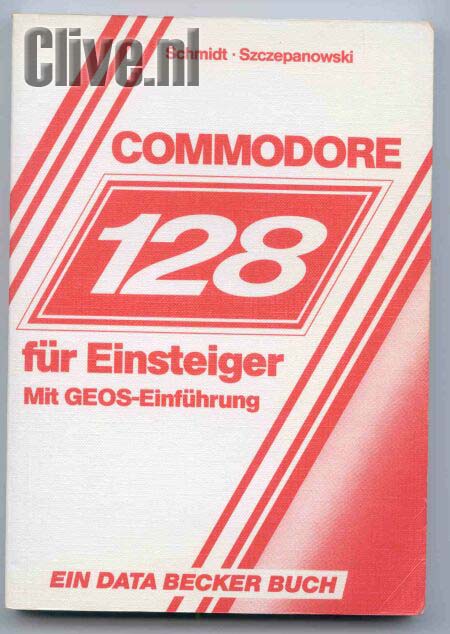 Clive.nl
Schmidt · Szczepanowski
COMMODORE
128
für Einsteiger
Mit GEOS-Einführung
EIN DATA BECKER BUCH